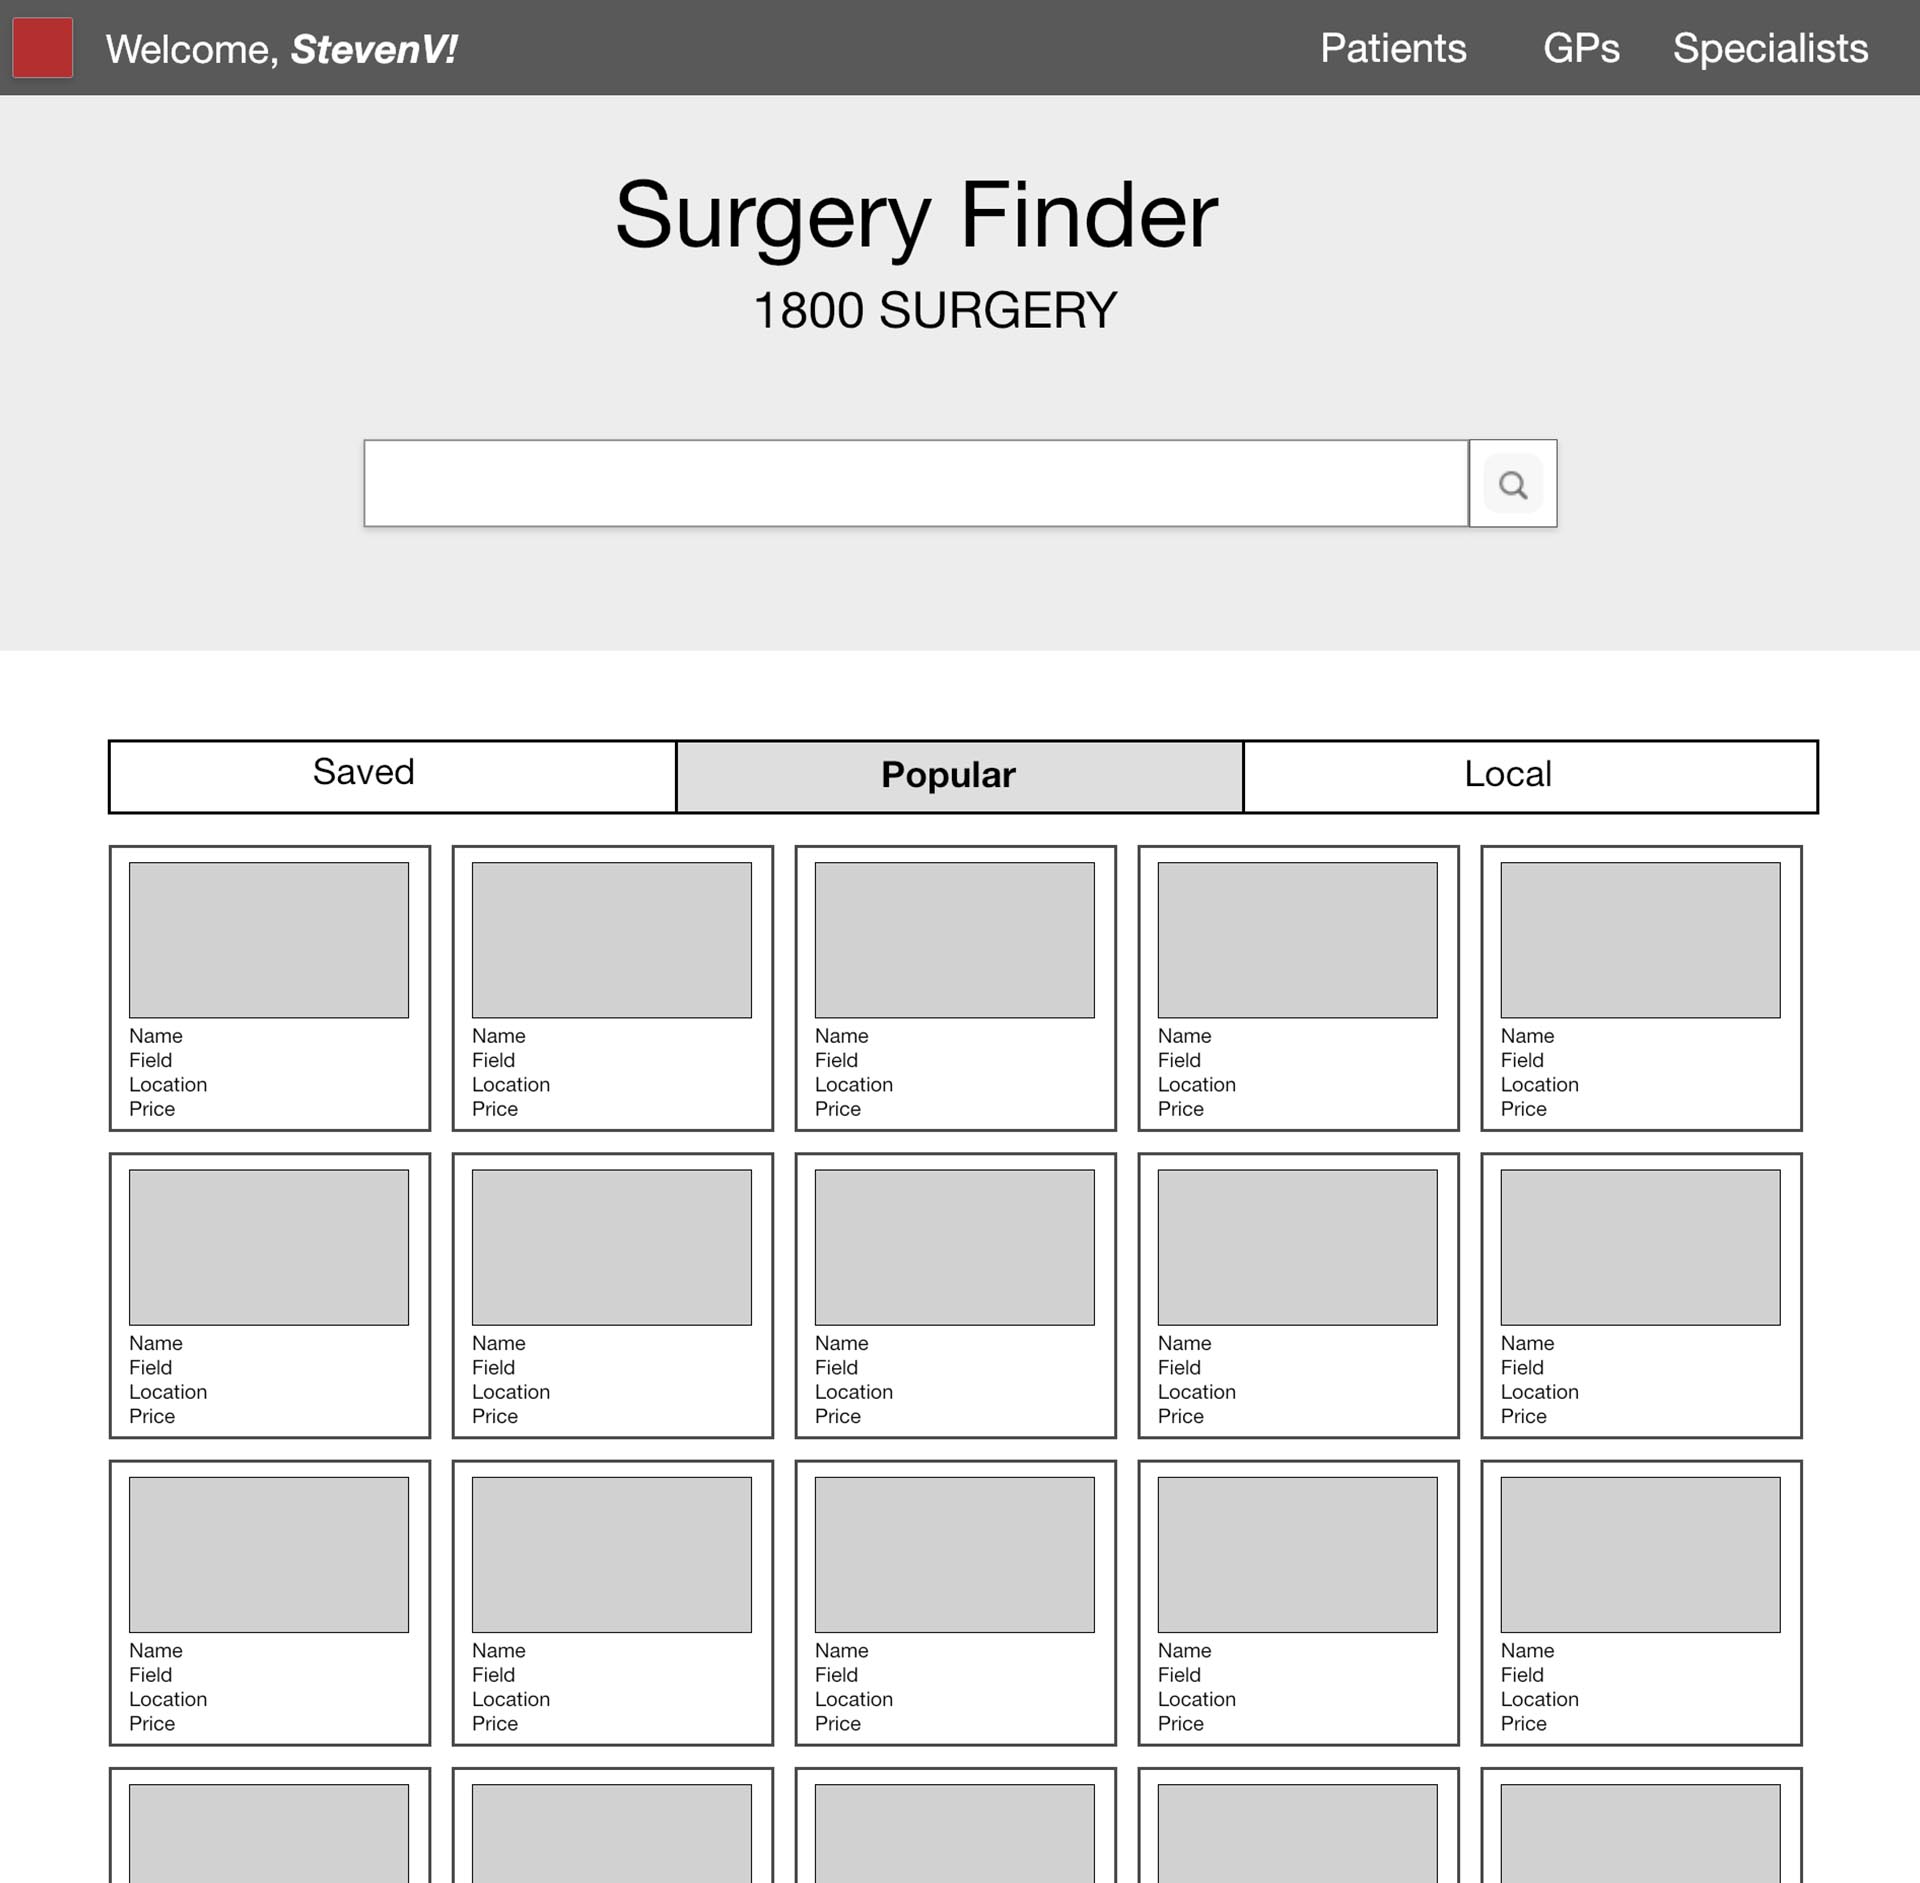 Welcome, StevenV! Patients GPs Specialists
Surgery Finder
1800 SURGERY
Saved Popular Local
Name Name Name Name Name
Field Field Field Field Field
Location Location Location Location Location
Price Price Price Price Price
Name Name Name Name Name
Field Field Field Field Field
Location Location Location Location Location
Price Price Price Price Price
Name Name Name Name Name
Field Field Field Field Field
Location Location Location Location Location
Price Price Price Price Price